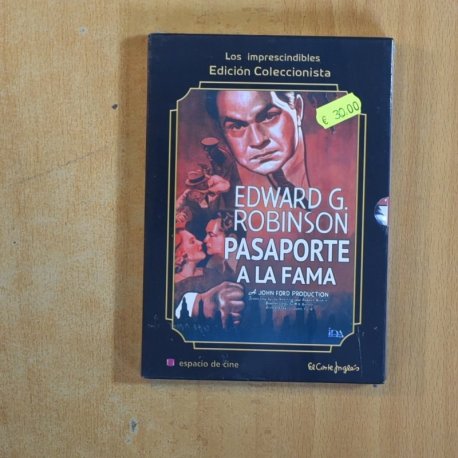 Los imprescindibles
Edición Coleccionista
€ 30.00
EDWARD G.
ROBINSON
PASAPORTE
A LA FAMA
A JOHN FORD PRODUCTION
espacio de cine
El Corte Inglés